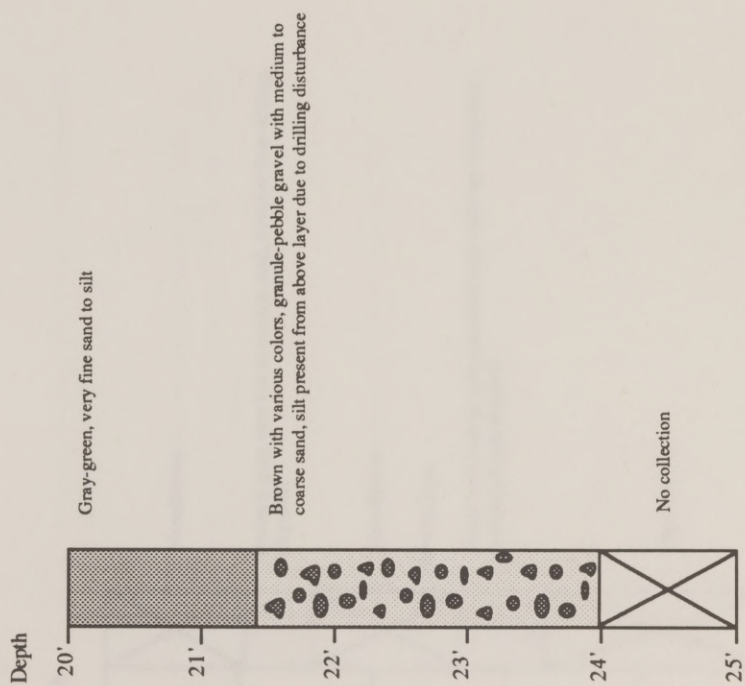 Depth
20'
Gray-green, very fine sand to silt
21'
Brown with various colors, granule-pebble gravel with medium to
coarse sand, silt present from above layer due to drilling disturbance
22'
23'
24'
No collection
25'